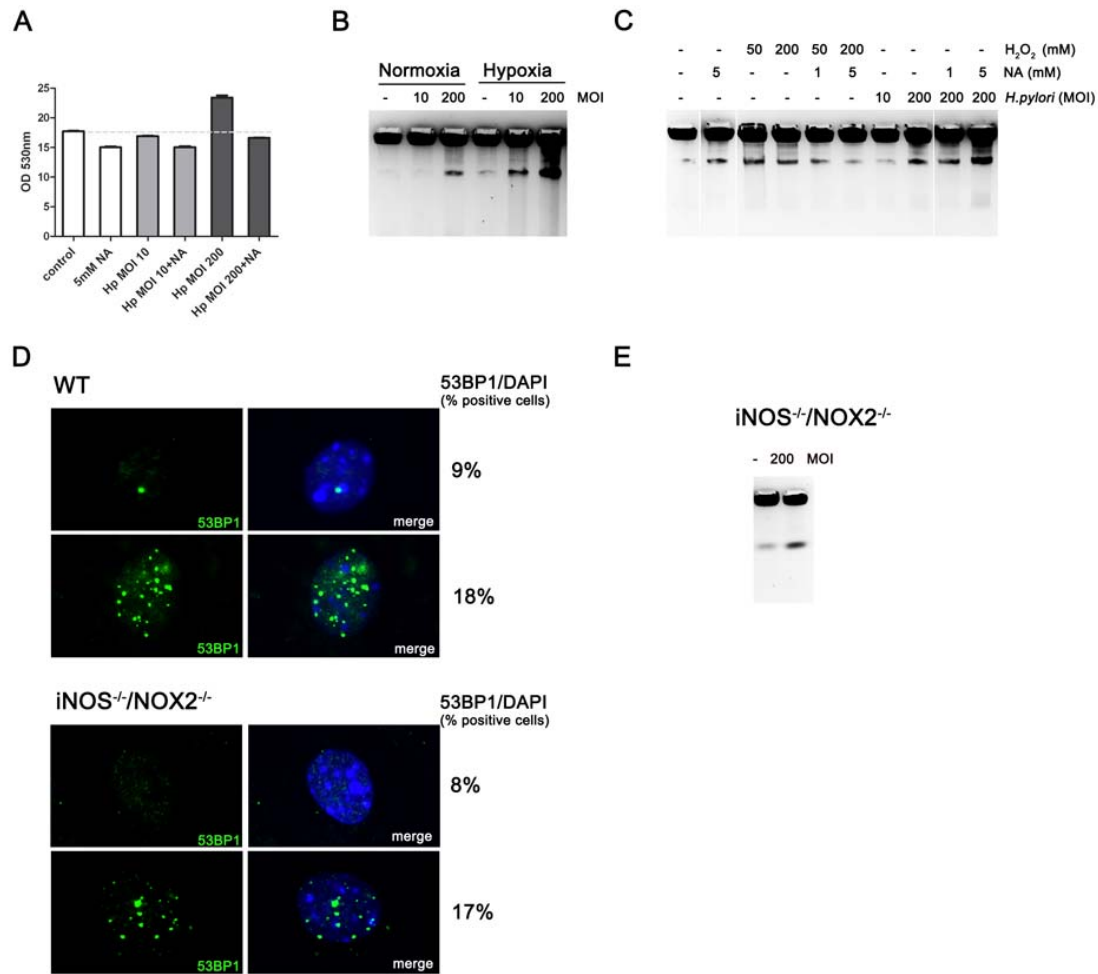 A
OD 530nm
25
20
15
10
5
0
control
5mM NA
Hp MOI 10
Hp MOI 10+NA
Hp MOI 200
Hp MOI 200+NA
B
Normoxia Hypoxia
- 10 200 - 10 200 MOI
C
- - 50 200 50 200 - - - - H₂O₂ (mM)
- 5 - - 1 5 - - 1 5 NA (mM)
- - - - - - 10 200 200 200 H.pylori (MOI)
D
WT
53BP1/DAPI
(% positive cells)
53BP1
merge
9%
53BP1
merge
18%
iNOS⁻/⁻/NOX2⁻/⁻
53BP1/DAPI
(% positive cells)
53BP1
merge
8%
53BP1
merge
17%
E
iNOS⁻/⁻/NOX2⁻/⁻
- 200 MOI